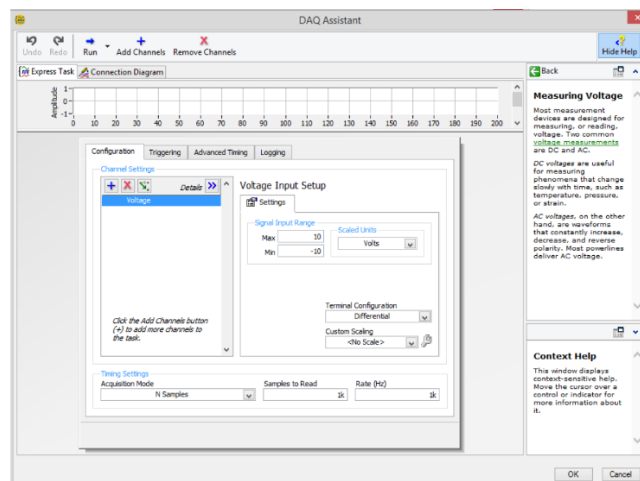 DAQ Assistant
Undo Redo Run Add Channels Remove Channels Hide Help
Express Task Connection Diagram
Amplitude
1
0
-1
0 10 20 30 40 50 60 70 80 90 100 110 120 130 140 150 160 170 180 190 200
Configuration Triggering Advanced Timing Logging
Channel Settings
Details
Voltage
Click the Add Channels button
(+) to add more channels to
the task.
Voltage Input Setup
Settings
Signal Input Range
Max 10
Min -10
Scaled Units
Volts
Terminal Configuration
Differential
Custom Scaling
<No Scale>
Timing Settings
Acquisition Mode Samples to Read Rate (Hz)
N Samples 1k 1k
Back
Measuring Voltage
Most measurement
devices are designed for
measuring, or reading,
voltage. Two common
voltage measurements
are DC and AC.
DC voltages are useful
for measuring
phenomena that change
slowly with time, such as
temperature, pressure,
or strain.
AC voltages, on the other
hand, are waveforms
that constantly increase,
decrease, and reverse
polarity. Most powerlines
deliver AC voltage.
Context Help
This window displays
context-sensitive help.
Move the cursor over a
control or indicator for
more information about
it.
OK Cancel